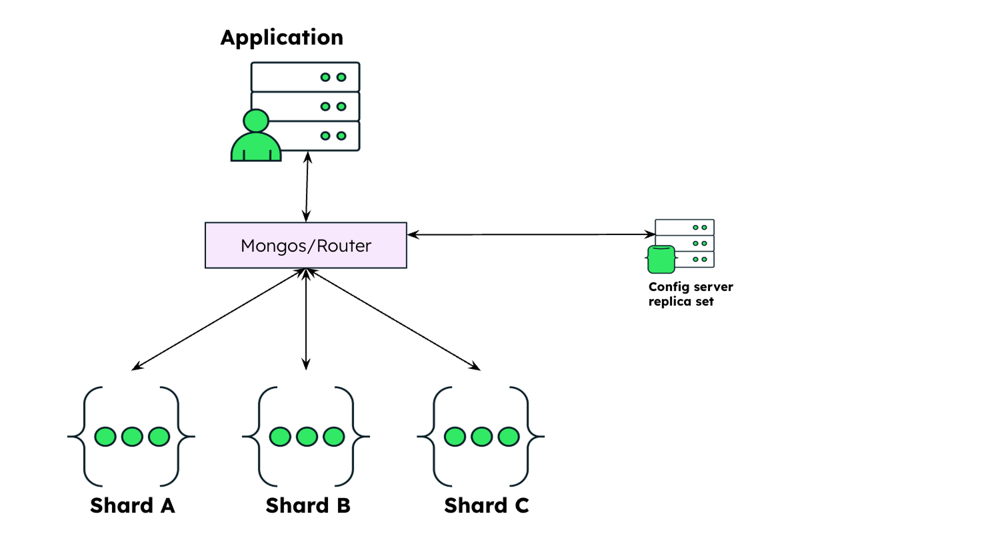 Application
Mongos/Router
Config server
replica set
Shard A
Shard B
Shard C